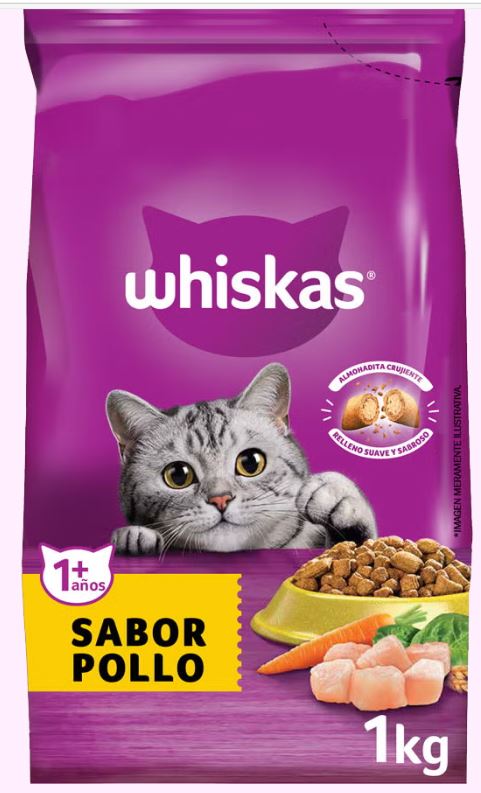 whiskas®
ALMOHADITA CRUJIENTE
RELLENO SUAVE Y SABROSO
*IMAGEN MERAMENTE ILUSTRATIVA.
1+
años
SABOR
POLLO
1kg